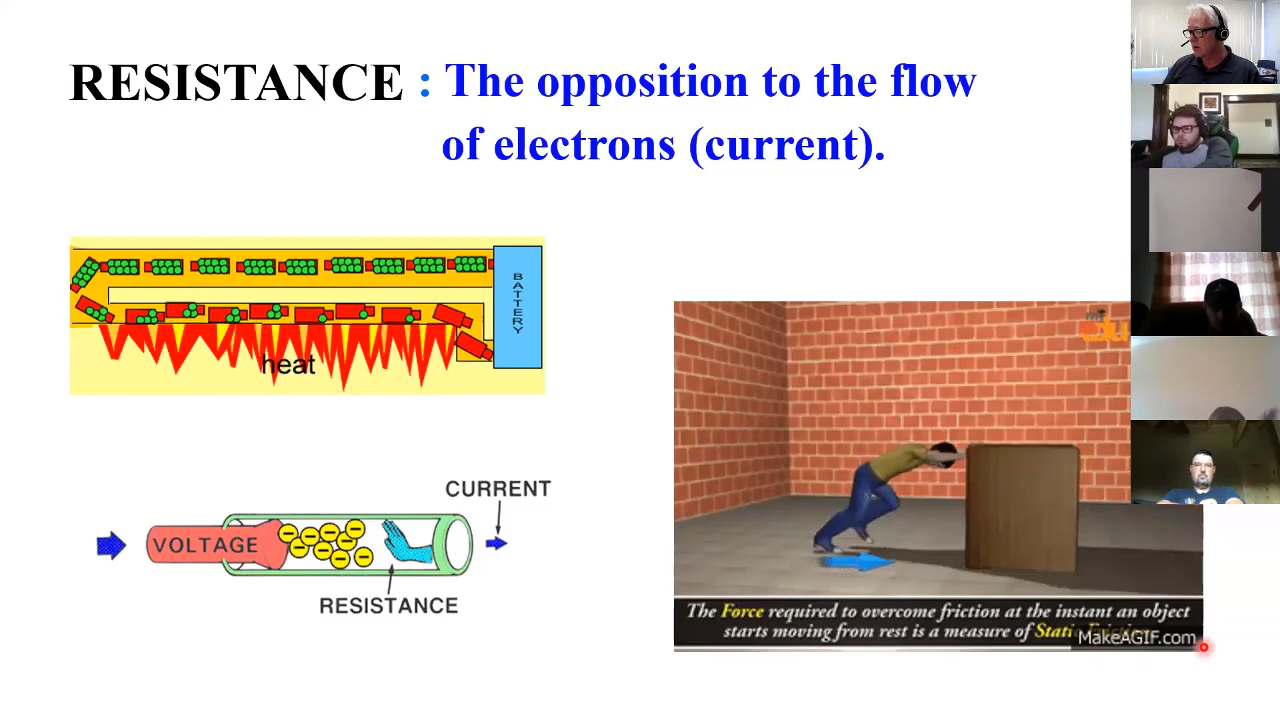 RESISTANCE : The opposition to the flow
of electrons (current).
BATTERY
heat
CURRENT
VOLTAGE
RESISTANCE
The Force required to overcome friction at the instant an object
starts moving from rest is a measure of Static
MakeAGIF.com